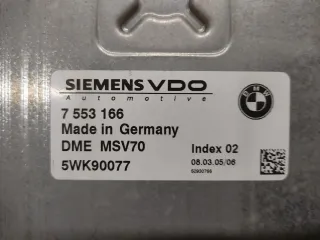 SIEMENS VDO
Automotive
7 553 166
Made in Germany
DME MSV70 Index 02
5WK90077 08.03.05/06